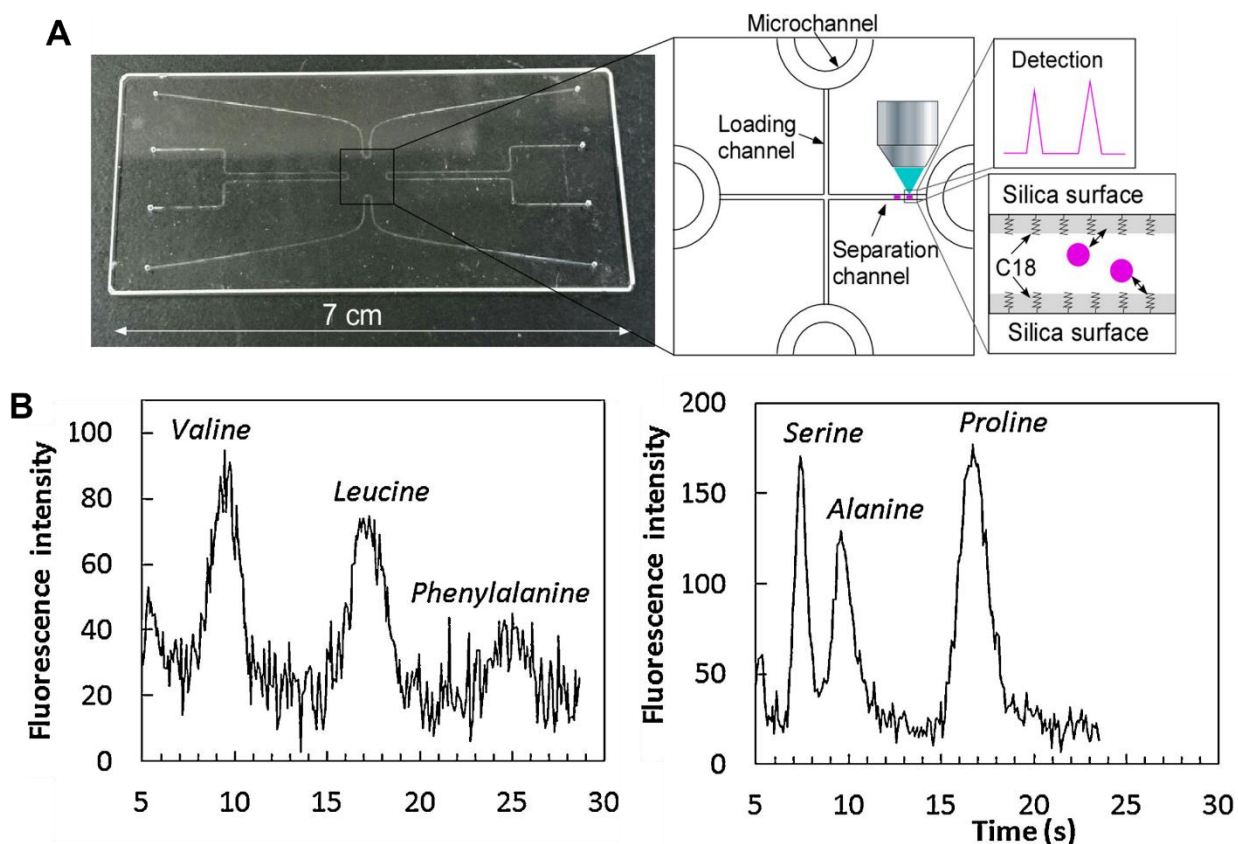 A
7 cm
Microchannel
Loading
channel
Separation
channel
Detection
Silica surface
C18
Silica surface
B
Fluorescence intensity
100
80
60
40
20
0
5 10 15 20 25 30
Valine
Leucine
Phenylalanine
Fluorescence intensity
200
150
100
50
0
5 10 15 20 25 30
Serine
Alanine
Proline
Time (s)